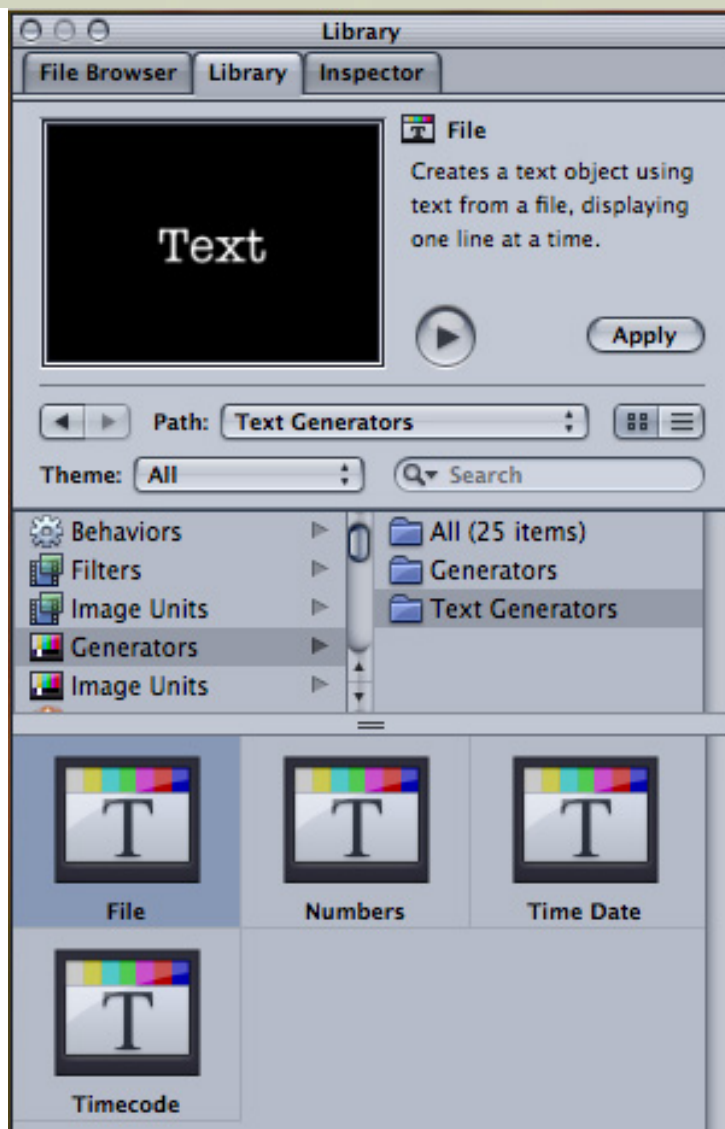 Library
File Browser Library Inspector
Text
T File
Creates a text object using
text from a file, displaying
one line at a time.
Apply
Path: Text Generators
Theme: All
Search
Behaviors
Filters
Image Units
Generators
Image Units
All (25 items)
Generators
Text Generators
T T T
File Numbers Time Date
T
Timecode